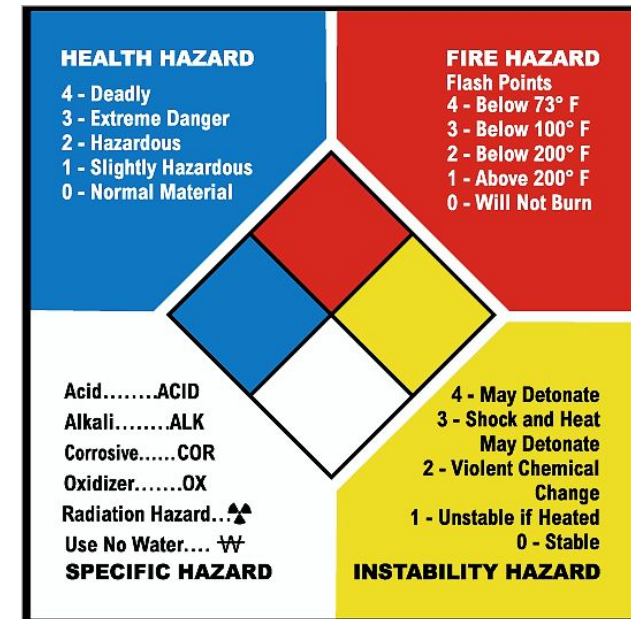 HEALTH HAZARD
4 - Deadly
3 - Extreme Danger
2 - Hazardous
1 - Slightly Hazardous
0 - Normal Material
FIRE HAZARD
Flash Points
4 - Below 73° F
3 - Below 100° F
2 - Below 200° F
1 - Above 200° F
0 - Will Not Burn
Acid........ACID
Alkali........ALK
Corrosive......COR
Oxidizer.......OX
Radiation Hazard...☢
Use No Water.... W̶
SPECIFIC HAZARD
4 - May Detonate
3 - Shock and Heat
May Detonate
2 - Violent Chemical
Change
1 - Unstable if Heated
0 - Stable
INSTABILITY HAZARD